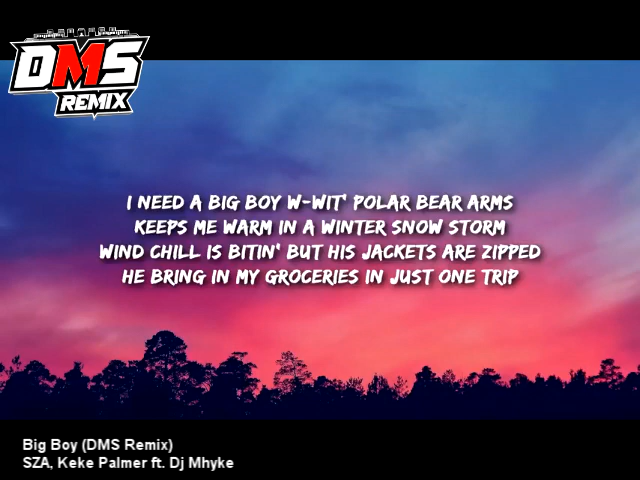 DMS
REMIX
I NEED A BIG BOY W-WIT' POLAR BEAR ARMS
KEEPS ME WARM IN A WINTER SNOW STORM
WIND CHILL IS BITIN' BUT HIS JACKETS ARE ZIPPED
HE BRING IN MY GROCERIES IN JUST ONE TRIP
Big Boy (DMS Remix)
SZA, Keke Palmer ft. Dj Mhyke